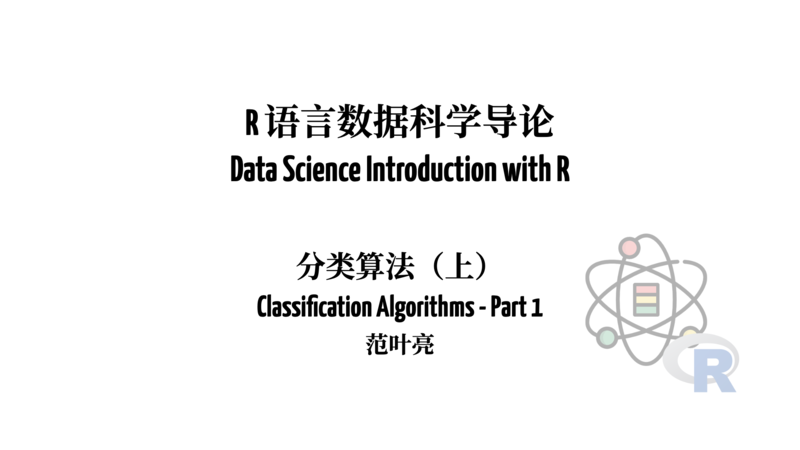 R 语言数据科学导论
Data Science Introduction with R
分类算法（上）
Classification Algorithms - Part 1
范叶亮
R